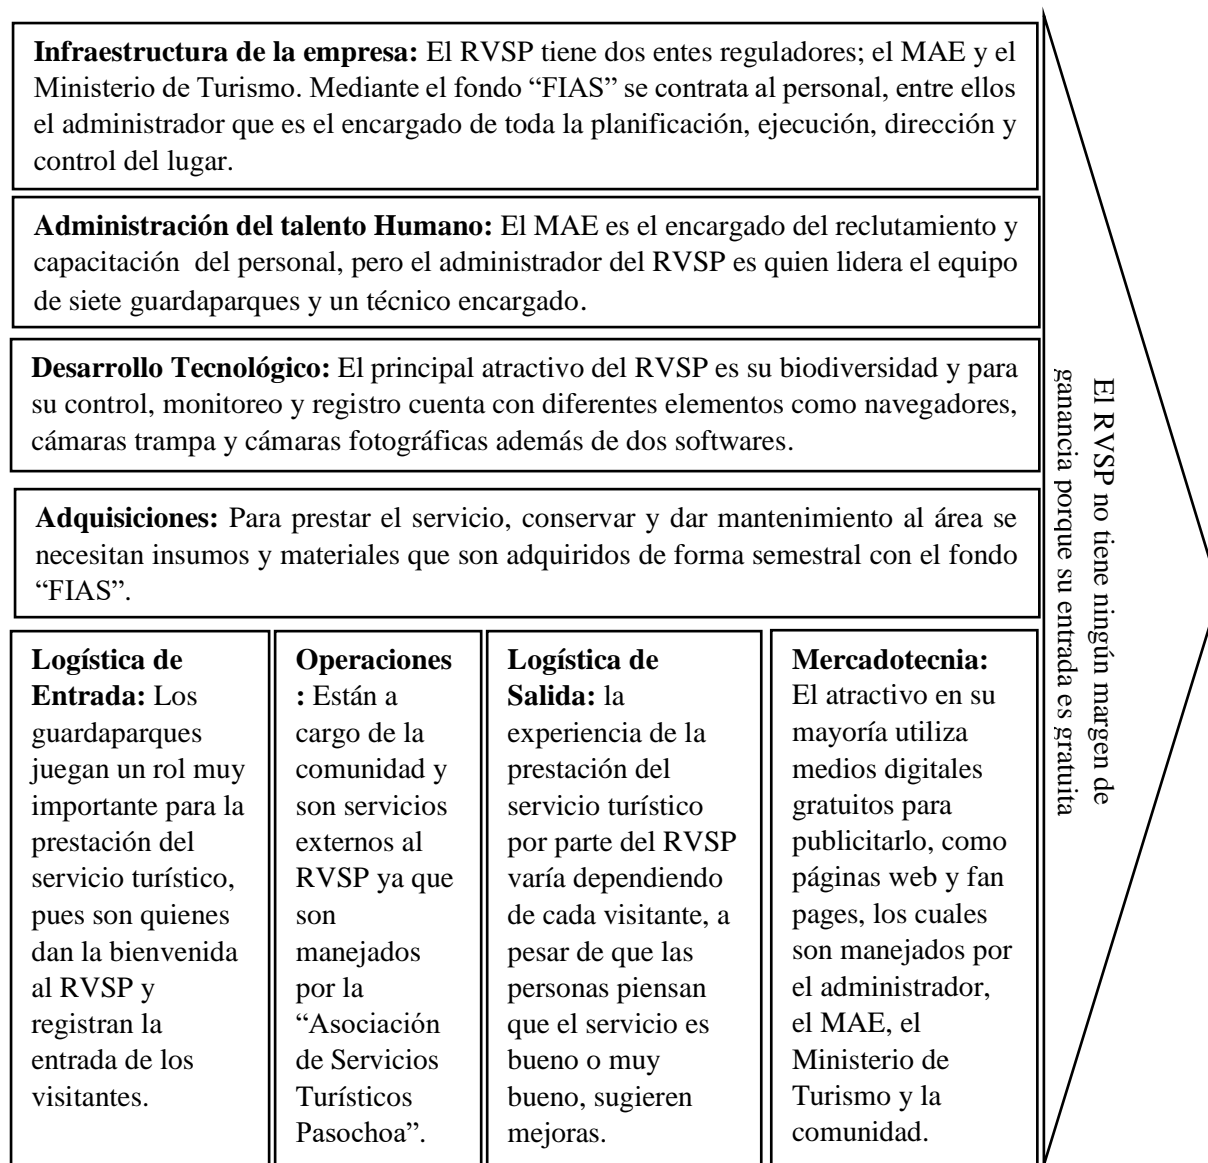 Infraestructura de la empresa: El RVSP tiene dos entes reguladores; el MAE y el
Ministerio de Turismo. Mediante el fondo “FIAS” se contrata al personal, entre ellos
el administrador que es el encargado de toda la planificación, ejecución, dirección y
control del lugar.
Administración del talento Humano: El MAE es el encargado del reclutamiento y
capacitación del personal, pero el administrador del RVSP es quien lidera el equipo
de siete guardaparques y un técnico encargado.
Desarrollo Tecnológico: El principal atractivo del RVSP es su biodiversidad y para
su control, monitoreo y registro cuenta con diferentes elementos como navegadores,
cámaras trampa y cámaras fotográficas además de dos softwares.
Adquisiciones: Para prestar el servicio, conservar y dar mantenimiento al área se
necesitan insumos y materiales que son adquiridos de forma semestral con el fondo
“FIAS”.
Logística de
Entrada: Los
guardaparques
juegan un rol muy
importante para la
prestación del
servicio turístico,
pues son quienes
dan la bienvenida
al RVSP y
registran la
entrada de los
visitantes.
Operaciones
: Están a
cargo de la
comunidad y
son servicios
externos al
RVSP ya que
son
manejados
por la
“Asociación
de Servicios
Turísticos
Pasochoa”.
Logística de
Salida: la
experiencia de la
prestación del
servicio turístico
por parte del RVSP
varía dependiendo
de cada visitante, a
pesar de que las
personas piensan
que el servicio es
bueno o muy
bueno, sugieren
mejoras.
Mercadotecnia:
El atractivo en su
mayoría utiliza
medios digitales
gratuitos para
publicitarlo, como
páginas web y fan
pages, los cuales
son manejados por
el administrador,
el MAE, el
Ministerio de
Turismo y la
comunidad.
El RVSP no tiene ningún margen de
ganancia porque su entrada es gratuita